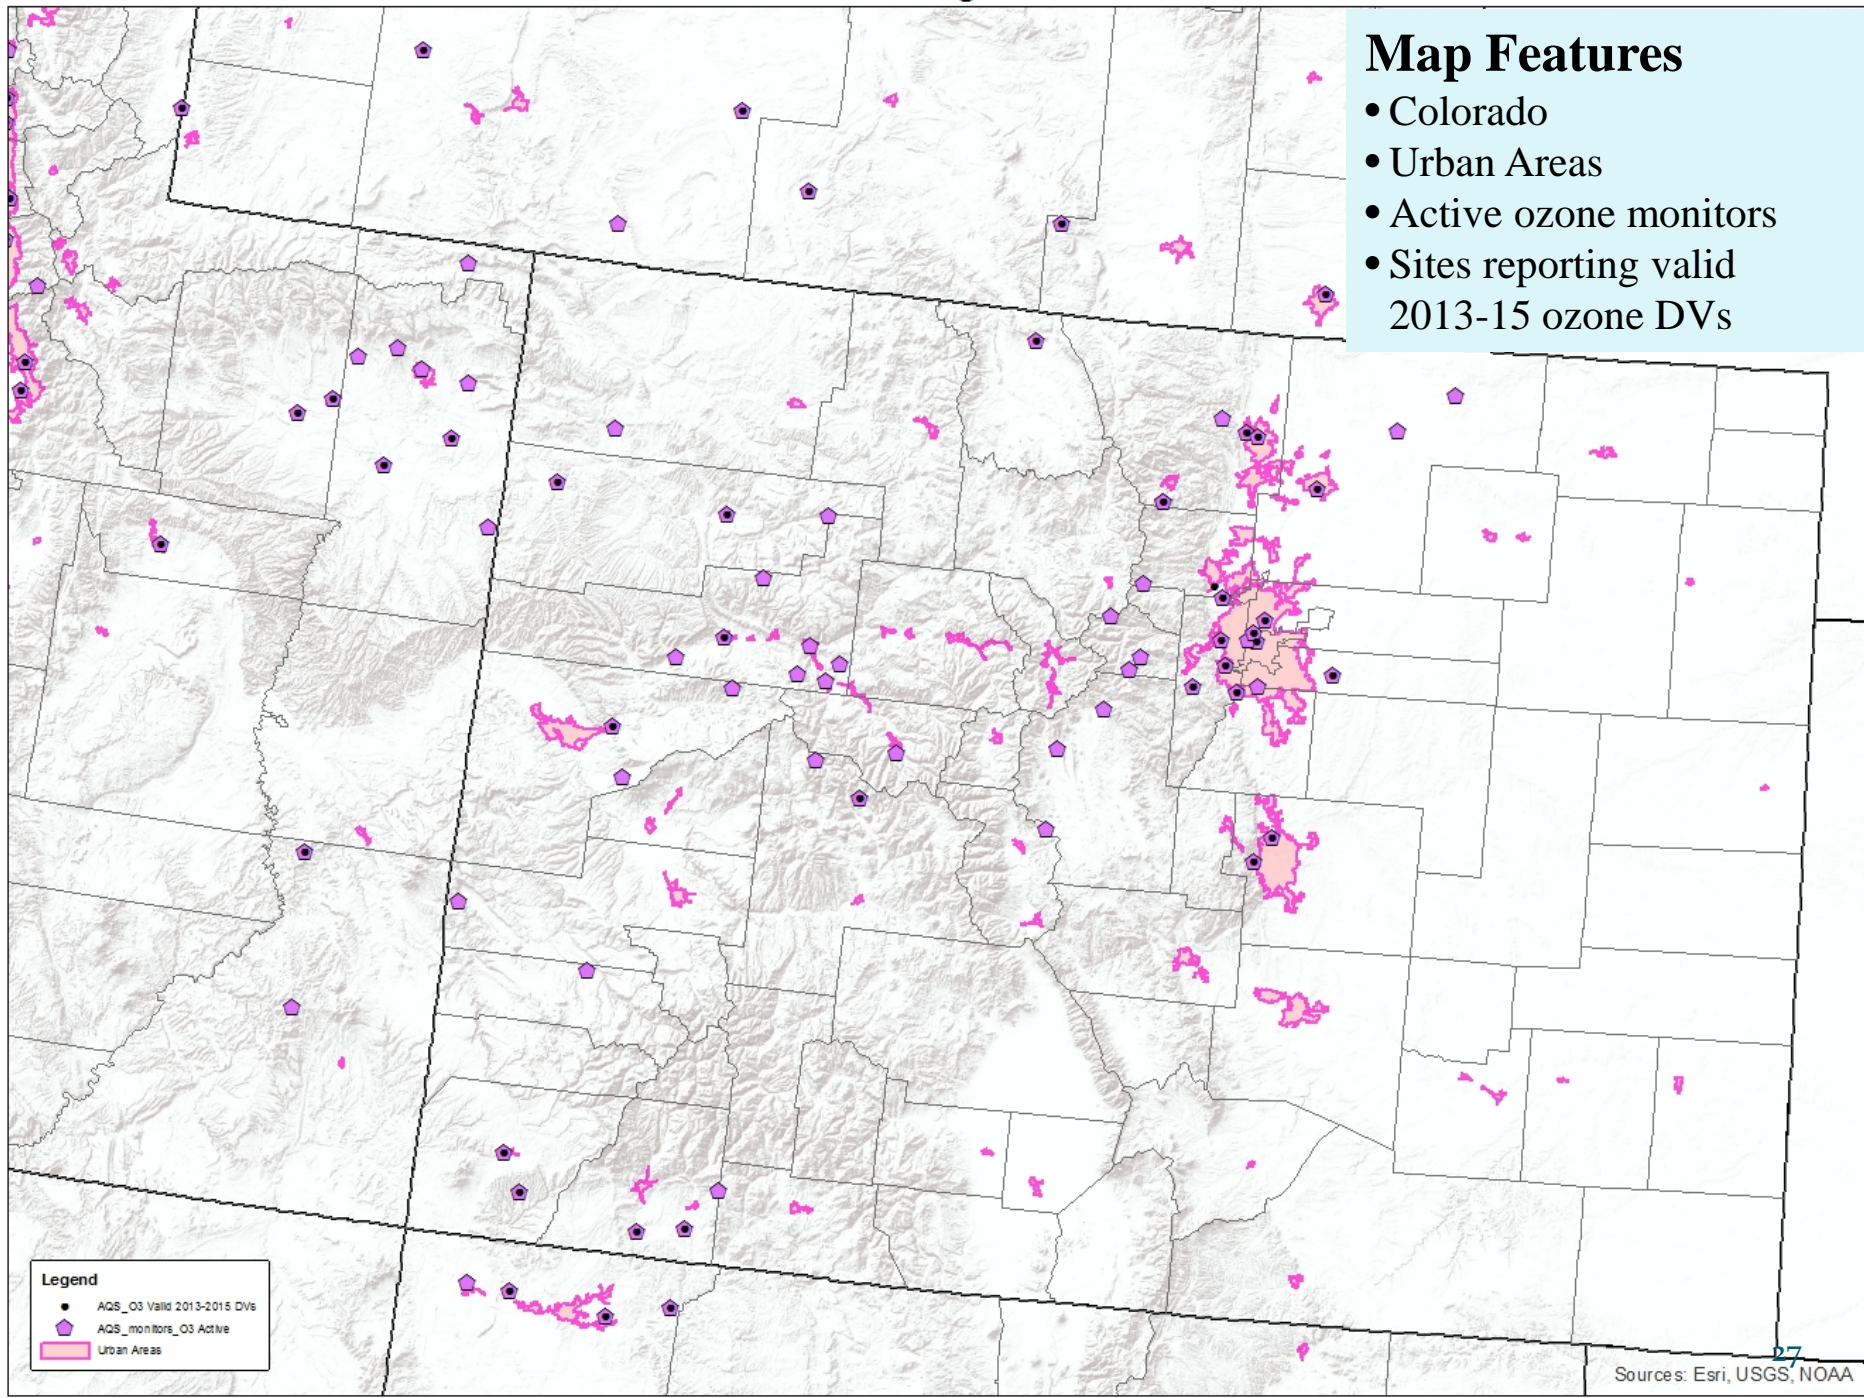 Map Features
• Colorado
• Urban Areas
• Active ozone monitors
• Sites reporting valid
2013-15 ozone DVs
Legend
AQS_O3 Valid 2013-2015 DVs
AQS_monitors_O3 Active
Urban Areas
27
Sources: Esri, USGS, NOAA